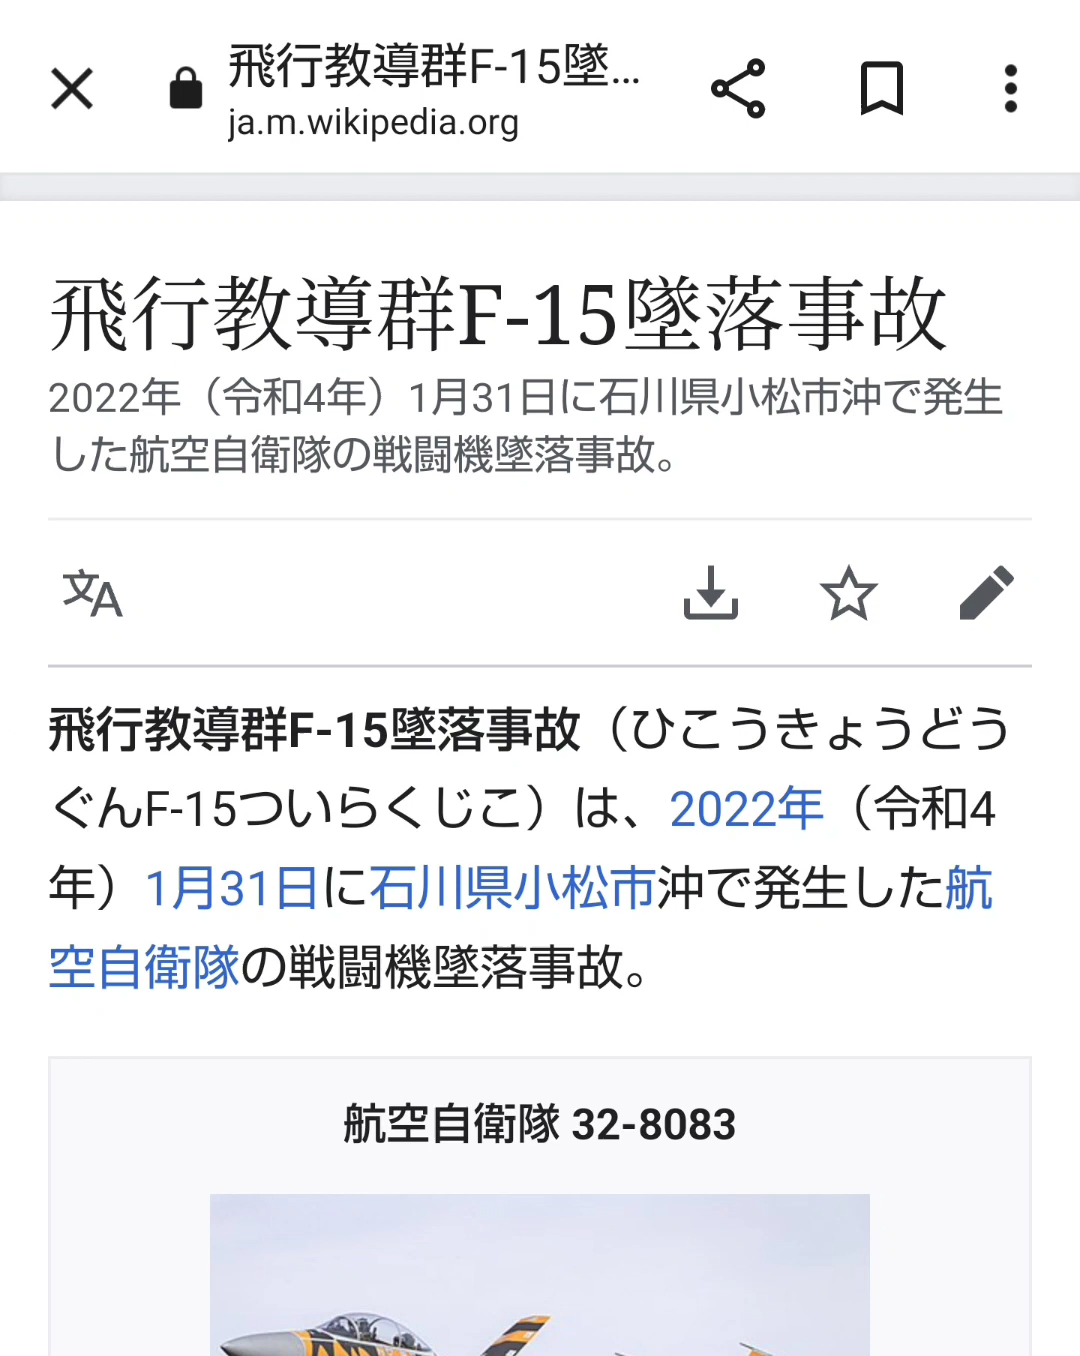 飛行教導群F-15墜...
ja.m.wikipedia.org
飛行教導群F-15墜落事故
2022年（令和4年）1月31日に石川県小松市沖で発生
した航空自衛隊の戦闘機墜落事故。
文A
飛行教導群F-15墜落事故（ひこうきょうどう
ぐんF-15ついらくじこ）は、2022年（令和4
年）1月31日に石川県小松市沖で発生した航
空自衛隊の戦闘機墜落事故。
航空自衛隊 32-8083